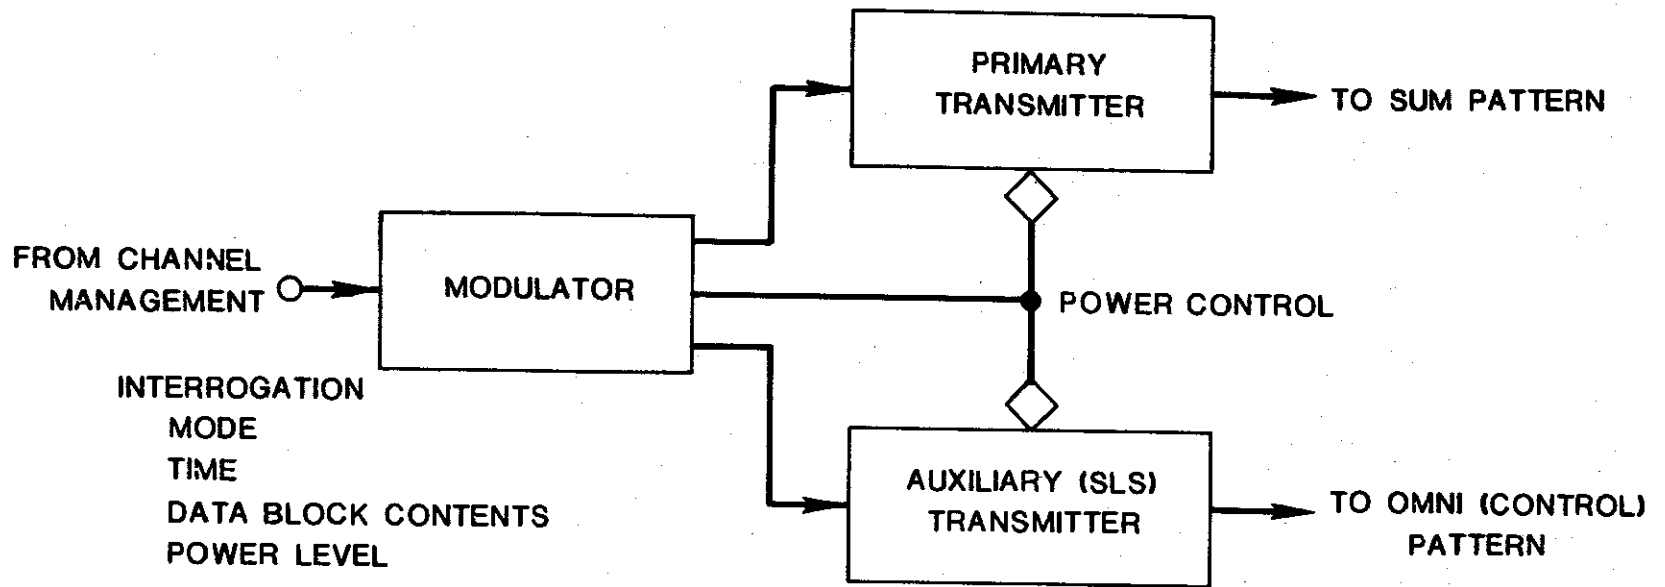 PRIMARY
TRANSMITTER
TO SUM PATTERN
FROM CHANNEL
MANAGEMENT
MODULATOR
POWER CONTROL
INTERROGATION
MODE
TIME
DATA BLOCK CONTENTS
POWER LEVEL
AUXILIARY (SLS)
TRANSMITTER
TO OMNI (CONTROL)
PATTERN